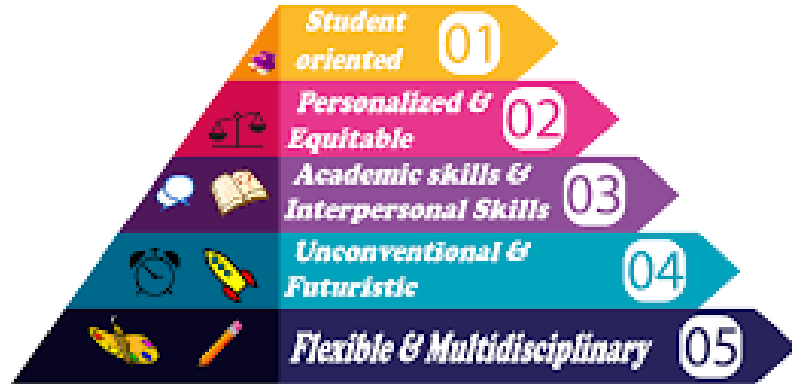 Student
oriented
01
Personalized &
Equitable
02
Academic skills &
Interpersonal Skills
03
Unconventional &
Futuristic
04
Flexible & Multidisciplinary
05